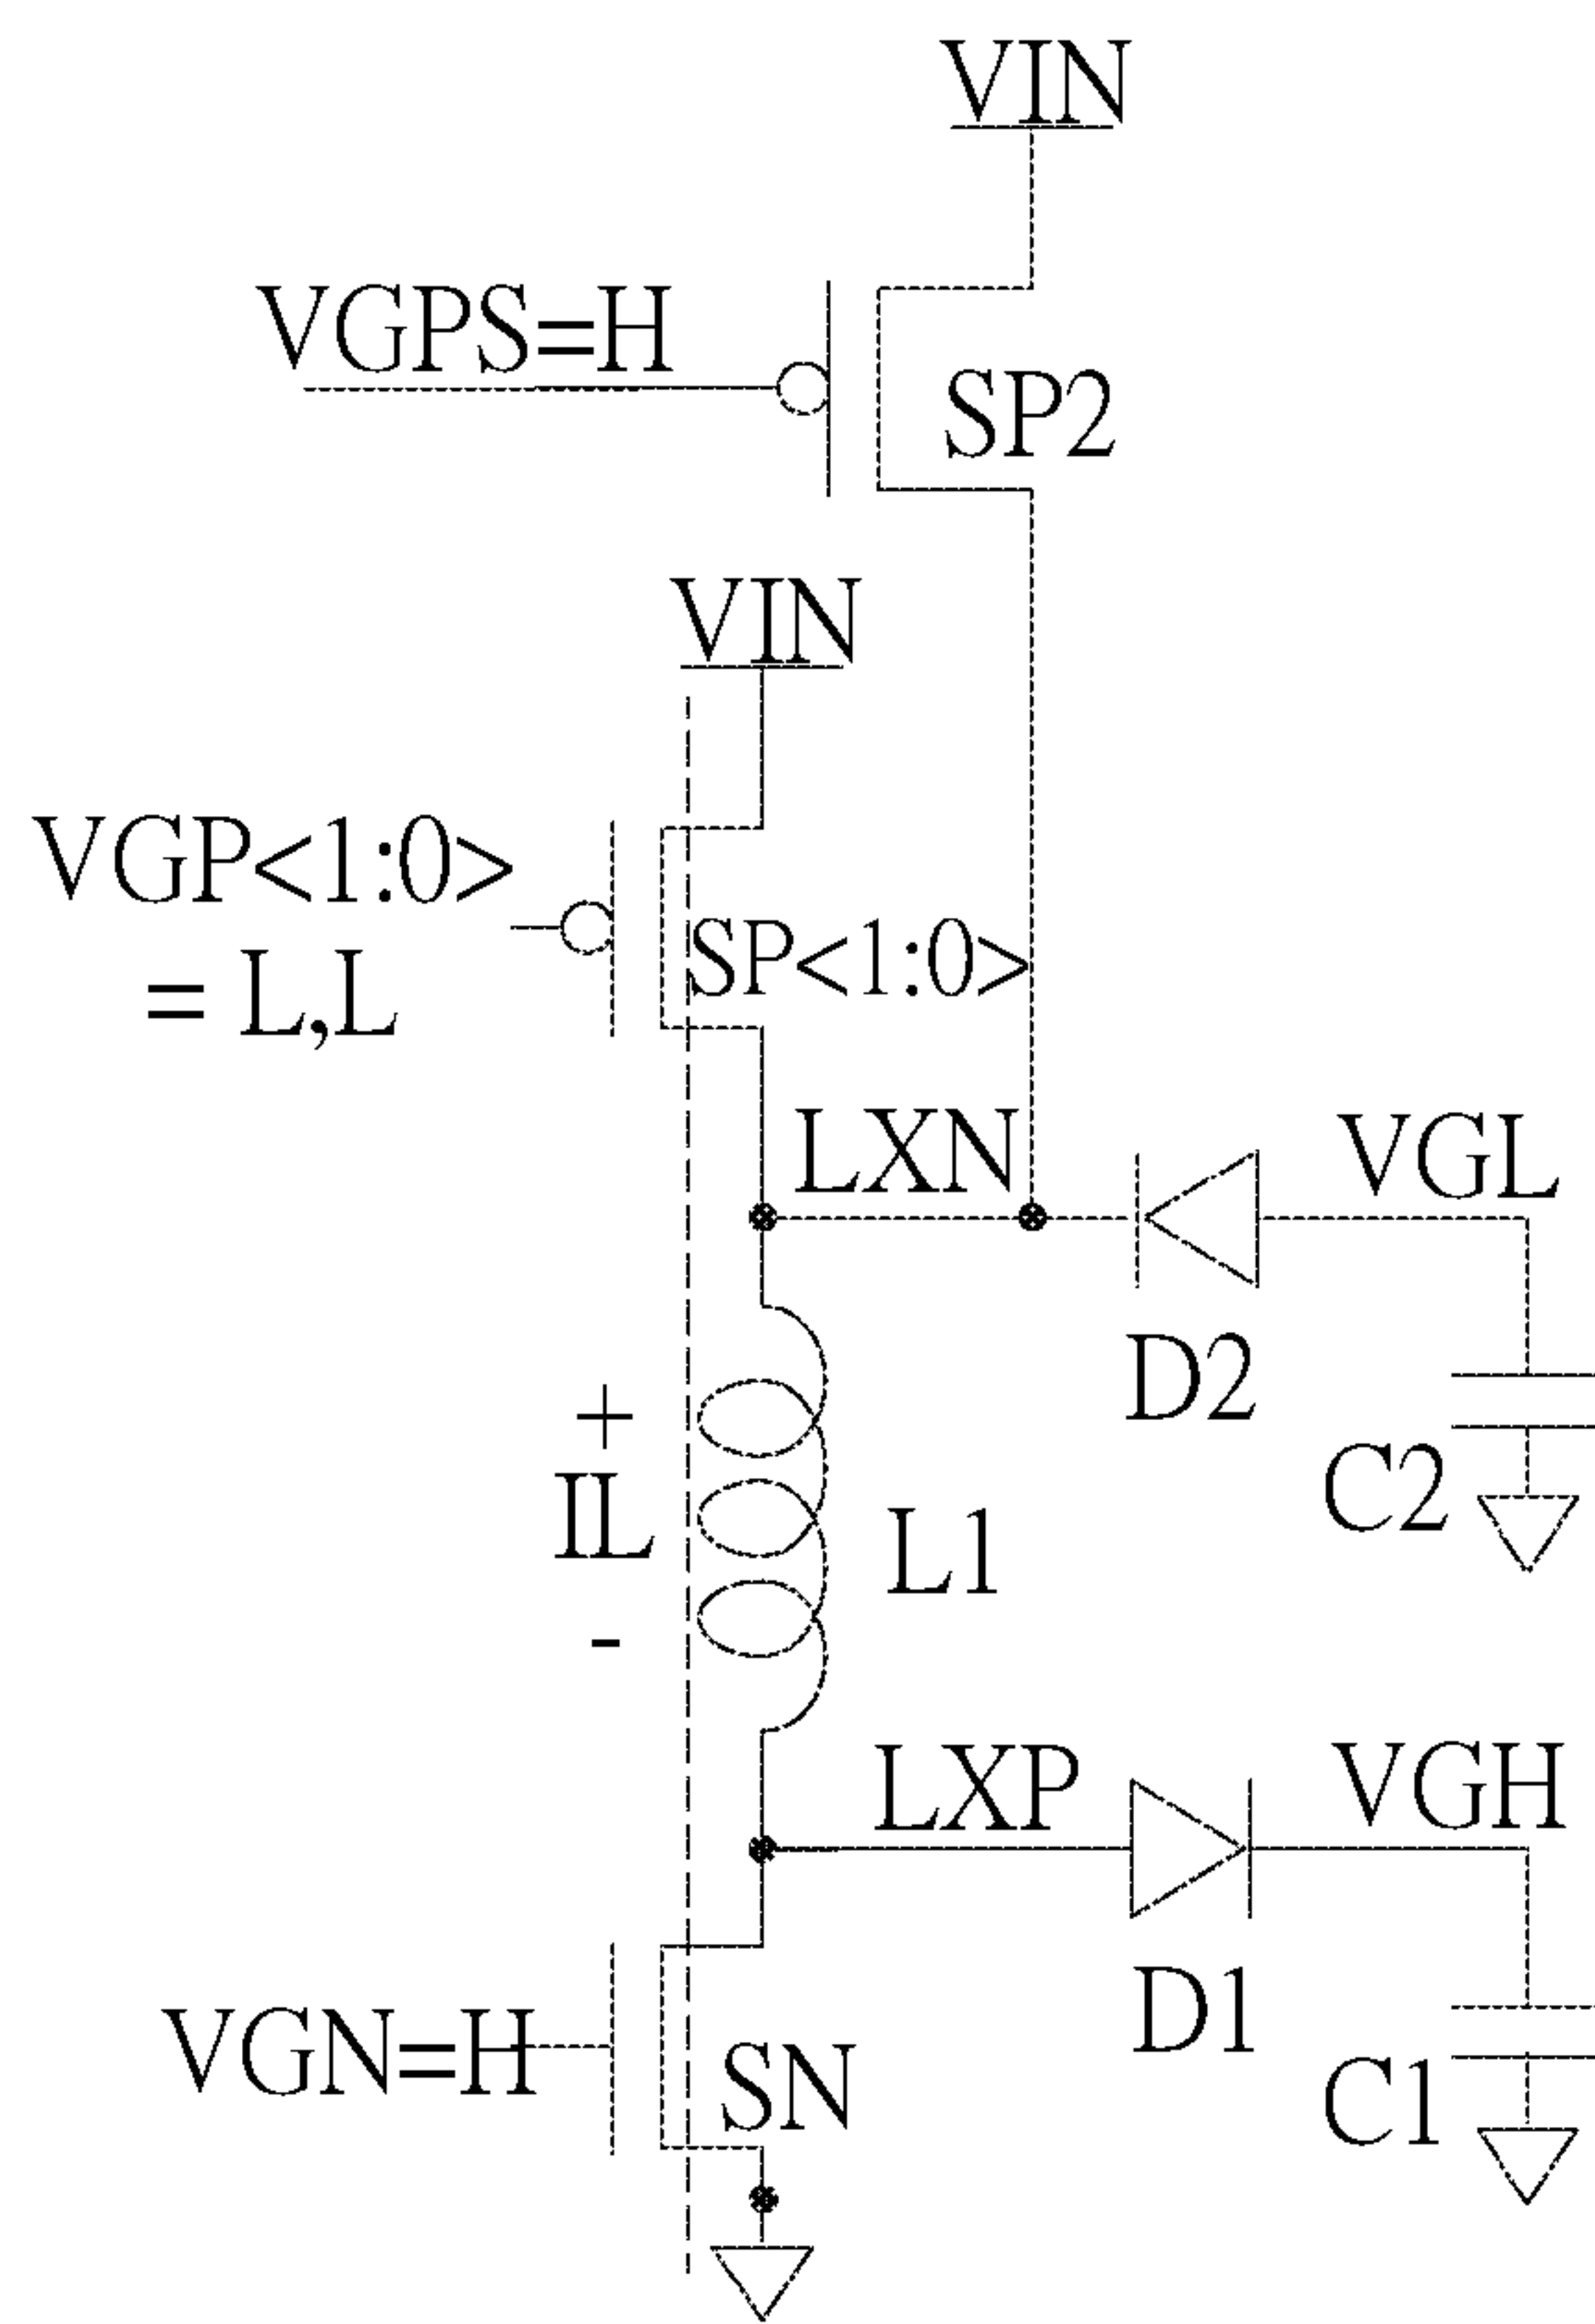 VIN
VGPS=H
SP2
VIN
VGP<1:0>
= L,L
SP<1:0>
LXN
VGL
D2
C2
+
IL
-
L1
LXP
VGH
D1
C1
VGN=H
SN